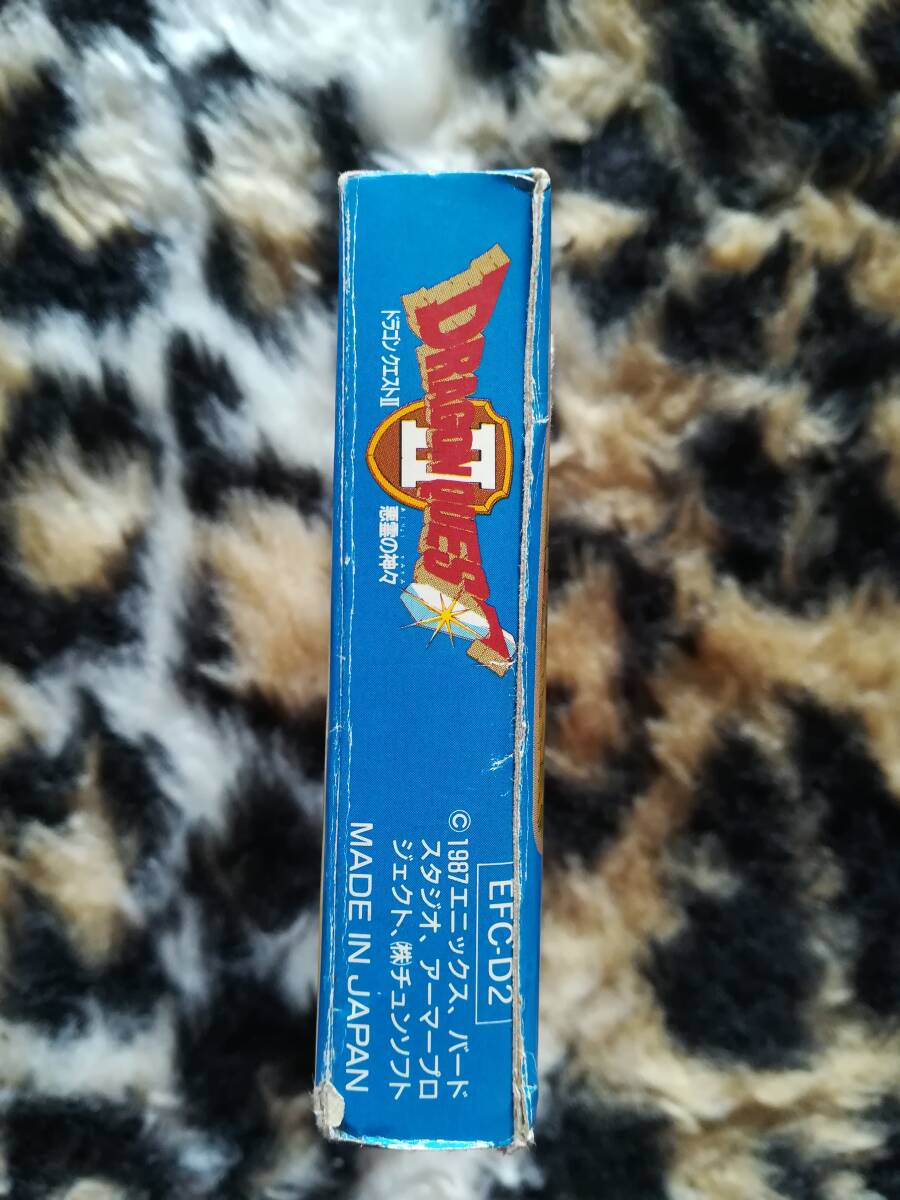 DRAGON QUEST
II
ドラゴンクエストII
悪霊の神々
EFC-D2
©1987エニックス、バード
スタジオ、アーマープロ
ジェクト、㈱チュンソフト
MADE IN JAPAN